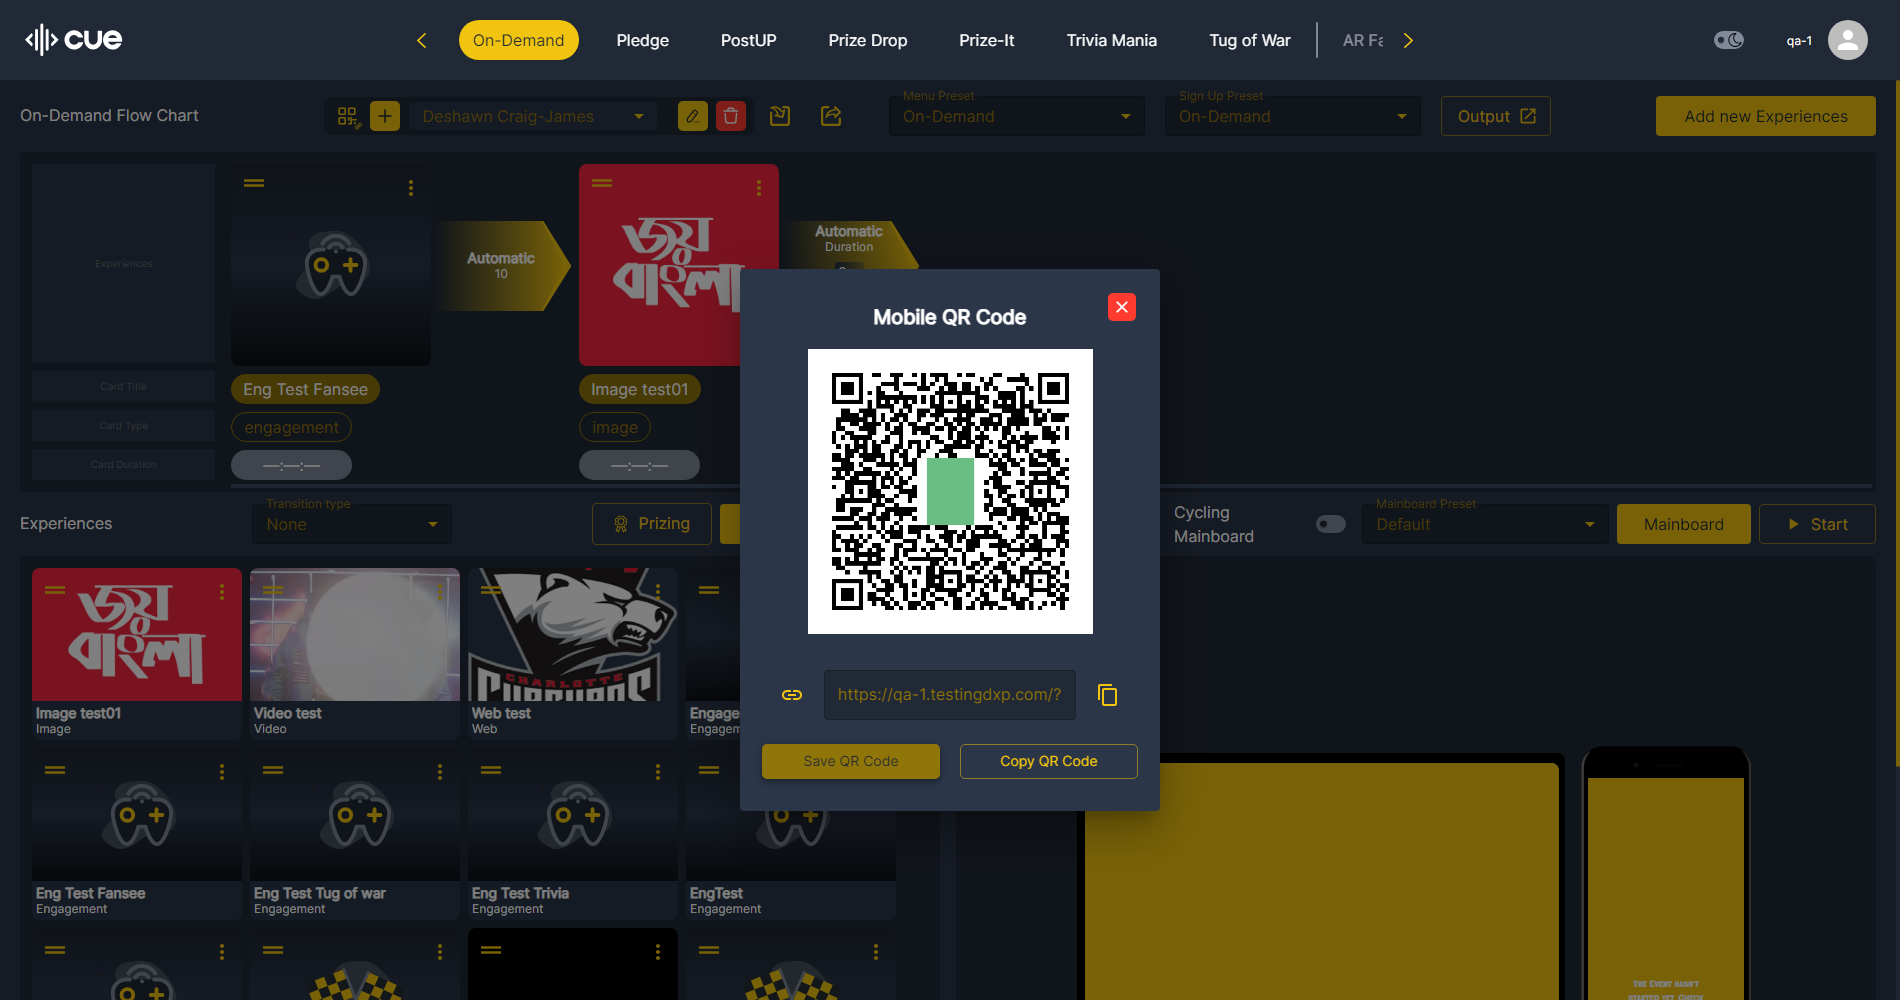 cue
On-Demand
Pledge
PostUP
Prize Drop
Prize-It
Trivia Mania
Tug of War
AR Fa
qa-1
On-Demand Flow Chart
Deshawn Craig-James
Menu Preset
On-Demand
Sign Up Preset
On-Demand
Output
Add new Experiences
Experiences
Automatic
10
জয়
বাংলা
Automatic
Duration
Card Title
Eng Test Fansee
Image test01
Card Type
engagement
image
Card Duration
—:—:—
—:—:—
Mobile QR Code
https://qa-1.testingdxp.com/?
Save QR Code
Copy QR Code
Experiences
Transition type
None
Prizing
Cycling
Mainboard
Mainboard Preset
Default
Mainboard
Start
জয়
বাংলা
Image test01
Image
Video test
Video
CHARLOTTE
Web test
Web
Engage
Engagem
Eng Test Fansee
Engagement
Eng Test Tug of war
Engagement
Eng Test Trivia
Engagement
EngTest
Engagement
The Event hasn't
started yet. Check